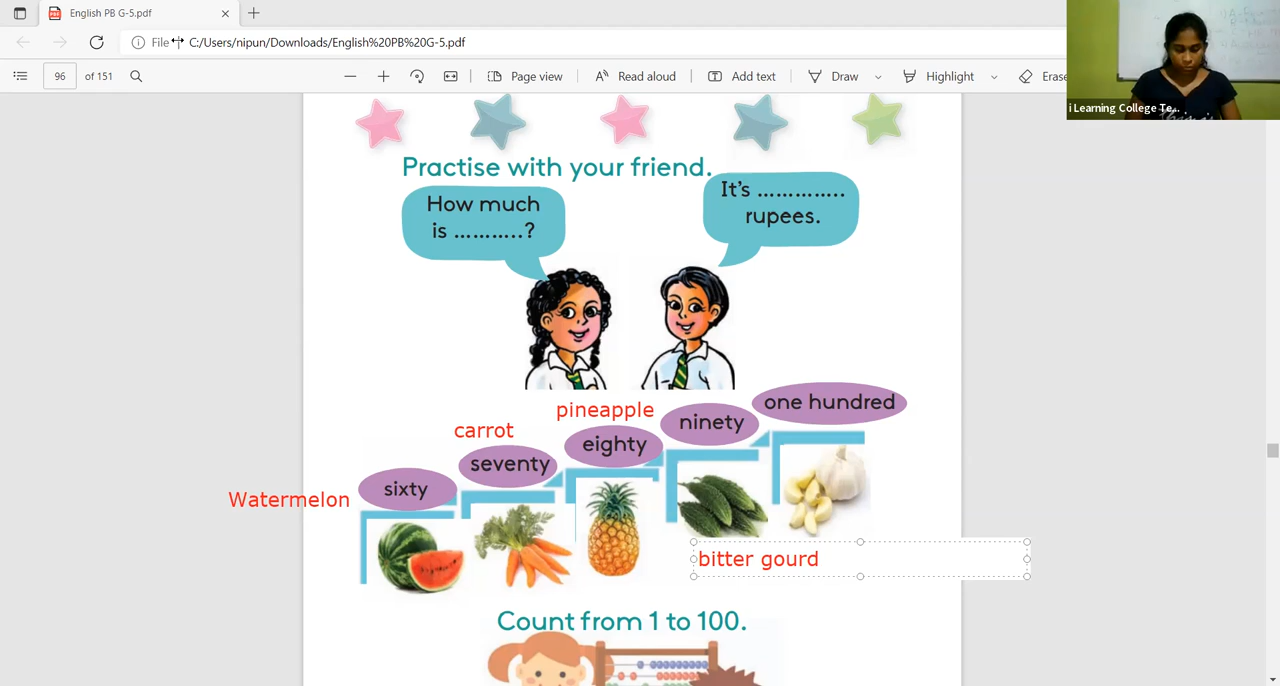 English PB G-5.pdf
File C:/Users/nipun/Downloads/English%20PB%20G-5.pdf
96 of 151 Page view Read aloud Add text Draw Highlight Erase
i Learning College Te...
Practise with your friend.
How much
is ...........?
It's ..............
rupees.
one hundred
pineapple
ninety
carrot
eighty
seventy
sixty
Watermelon
bitter gourd
Count from 1 to 100.